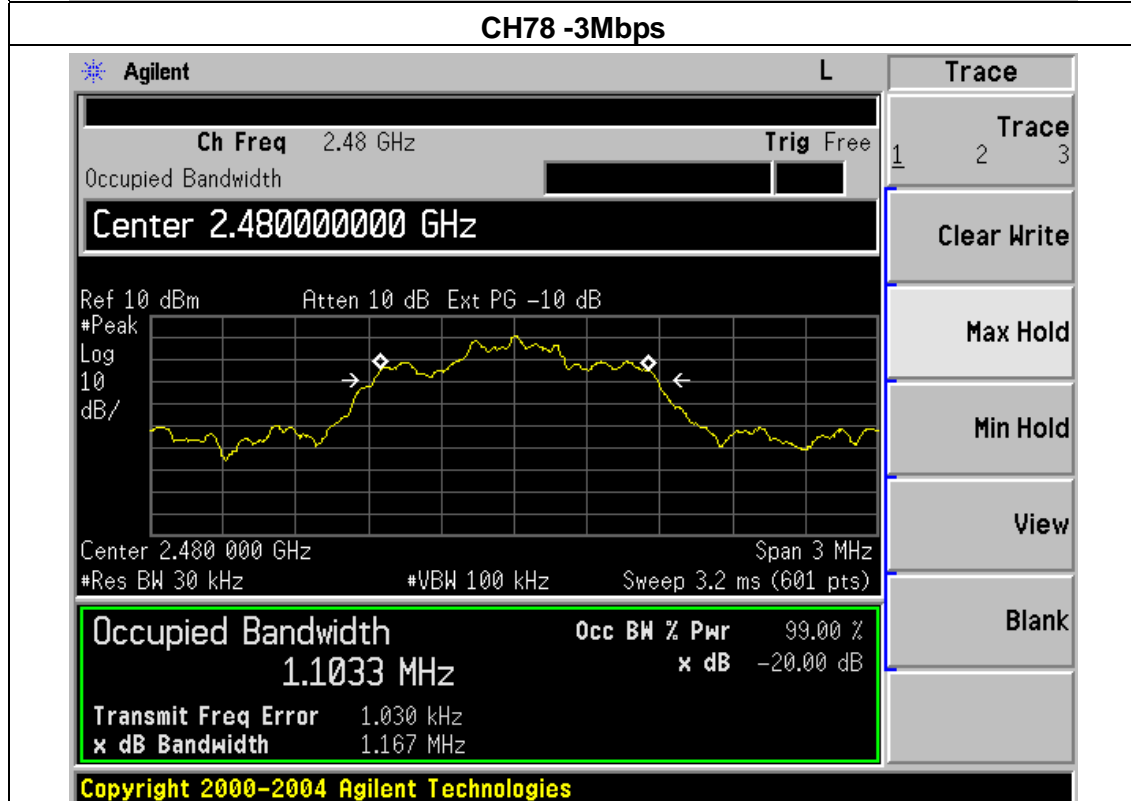 CH78 -3Mbps
Agilent L Trace
Ch Freq 2.48 GHz Trig Free
Trace
1 2 3
Occupied Bandwidth
Center 2.480000000 GHz
Clear Write
Ref 10 dBm Atten 10 dB Ext PG -10 dB
#Peak
Log
10
dB/
Max Hold
Min Hold
View
Center 2.480 000 GHz Span 3 MHz
#Res BW 30 kHz #VBW 100 kHz Sweep 3.2 ms (601 pts)
Blank
Occupied Bandwidth Occ BW % Pwr 99.00 %
1.1033 MHz x dB -20.00 dB
Transmit Freq Error 1.030 kHz
x dB Bandwidth 1.167 MHz
Copyright 2000-2004 Agilent Technologies